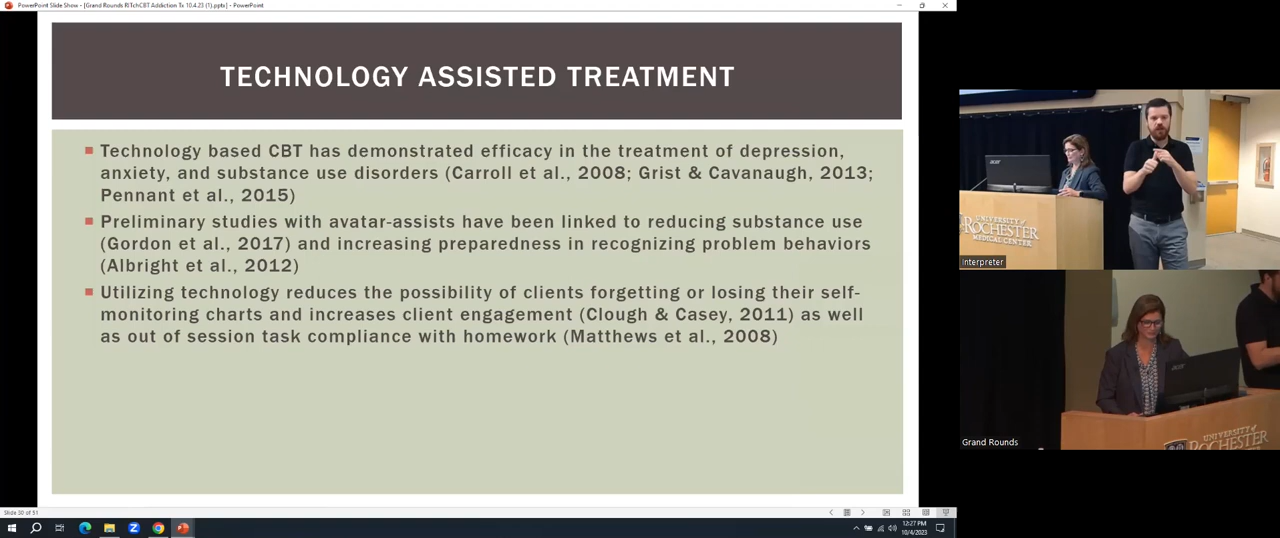 PowerPoint Slide Show - [Grand Rounds RITchCBT Addiction Tx 10.4.23 (1).pptx] - PowerPoint
TECHNOLOGY ASSISTED TREATMENT
Technology based CBT has demonstrated efficacy in the treatment of depression,
anxiety, and substance use disorders (Carroll et al., 2008; Grist & Cavanaugh, 2013;
Pennant et al., 2015)
Preliminary studies with avatar-assists have been linked to reducing substance use
(Gordon et al., 2017) and increasing preparedness in recognizing problem behaviors
(Albright et al., 2012)
Utilizing technology reduces the possibility of clients forgetting or losing their self-
monitoring charts and increases client engagement (Clough & Casey, 2011) as well
as out of session task compliance with homework (Matthews et al., 2008)
acer
UNIVERSITY of
ROCHESTER
MEDICAL CENTER
Interpreter
acer
UNIVERSITY of
ROCHESTER
Grand Rounds
Slide 50 of 51
12:27 PM
10/4/2023